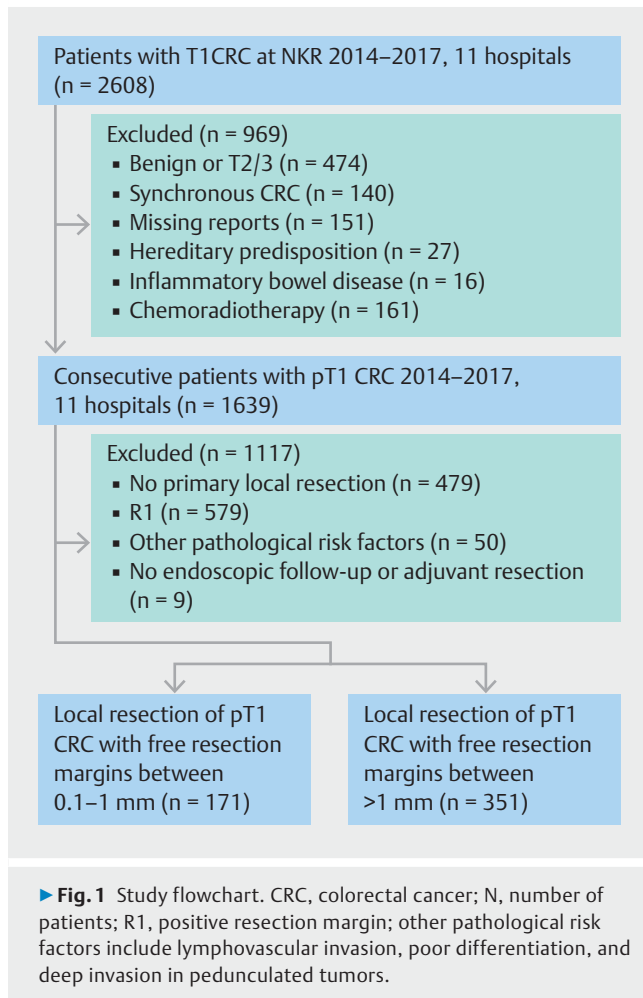 Patients with T1CRC at NKR 2014–2017, 11 hospitals
(n = 2608)
Excluded (n = 969)
▪ Benign or T2/3 (n = 474)
▪ Synchronous CRC (n = 140)
▪ Missing reports (n = 151)
▪ Hereditary predisposition (n = 27)
▪ Inflammatory bowel disease (n = 16)
▪ Chemoradiotherapy (n = 161)
Consecutive patients with pT1 CRC 2014–2017,
11 hospitals (n = 1639)
Excluded (n = 1117)
▪ No primary local resection (n = 479)
▪ R1 (n = 579)
▪ Other pathological risk factors (n = 50)
▪ No endoscopic follow-up or adjuvant resection
(n = 9)
Local resection of pT1
CRC with free resection
margins between
0.1–1 mm (n = 171)
Local resection of pT1
CRC with free resection
margins between
>1 mm (n = 351)
▶ Fig. 1 Study flowchart. CRC, colorectal cancer; N, number of
patients; R1, positive resection margin; other pathological risk
factors include lymphovascular invasion, poor differentiation, and
deep invasion in pedunculated tumors.